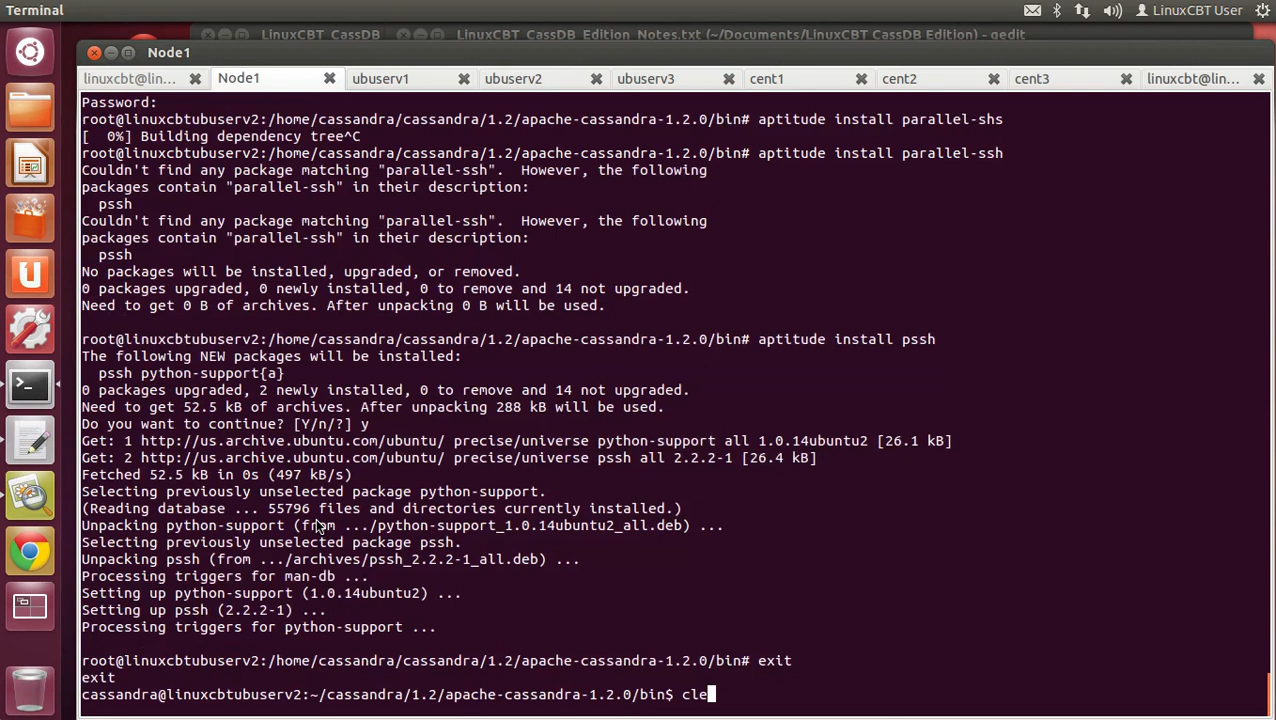 Terminal
LinuxCBT User
LinuxCBT CassDB
LinuxCBT_CassDB_Edition_Notes.txt (~/Documents/LinuxCBT CassDB Edition) - gedit
Node1
linuxcbt@lin...
Node1
ubuserv1
ubuserv2
ubuserv3
cent1
cent2
cent3
linuxcbt@lin...
Password:
root@linuxcbtubuserv2:/home/cassandra/cassandra/1.2/apache-cassandra-1.2.0/bin# aptitude install parallel-shs
[  0%] Building dependency tree^C
root@linuxcbtubuserv2:/home/cassandra/cassandra/1.2/apache-cassandra-1.2.0/bin# aptitude install parallel-ssh
Couldn't find any package matching "parallel-ssh".  However, the following
packages contain "parallel-ssh" in their description:
  pssh
Couldn't find any package matching "parallel-ssh".  However, the following
packages contain "parallel-ssh" in their description:
  pssh
No packages will be installed, upgraded, or removed.
0 packages upgraded, 0 newly installed, 0 to remove and 14 not upgraded.
Need to get 0 B of archives. After unpacking 0 B will be used.
root@linuxcbtubuserv2:/home/cassandra/cassandra/1.2/apache-cassandra-1.2.0/bin# aptitude install pssh
The following NEW packages will be installed:
  pssh python-support{a}
0 packages upgraded, 2 newly installed, 0 to remove and 14 not upgraded.
Need to get 52.5 kB of archives. After unpacking 288 kB will be used.
Do you want to continue? [Y/n/?] y
Get: 1 http://us.archive.ubuntu.com/ubuntu/ precise/universe python-support all 1.0.14ubuntu2 [26.1 kB]
Get: 2 http://us.archive.ubuntu.com/ubuntu/ precise/universe pssh all 2.2.2-1 [26.4 kB]
Fetched 52.5 kB in 0s (497 kB/s)
Selecting previously unselected package python-support.
(Reading database ... 55796 files and directories currently installed.)
Unpacking python-support (from .../python-support_1.0.14ubuntu2_all.deb) ...
Selecting previously unselected package pssh.
Unpacking pssh (from .../archives/pssh_2.2.2-1_all.deb) ...
Processing triggers for man-db ...
Setting up python-support (1.0.14ubuntu2) ...
Setting up pssh (2.2.2-1) ...
Processing triggers for python-support ...
root@linuxcbtubuserv2:/home/cassandra/cassandra/1.2/apache-cassandra-1.2.0/bin# exit
exit
cassandra@linuxcbtubuserv2:~/cassandra/1.2/apache-cassandra-1.2.0/bin$ cle